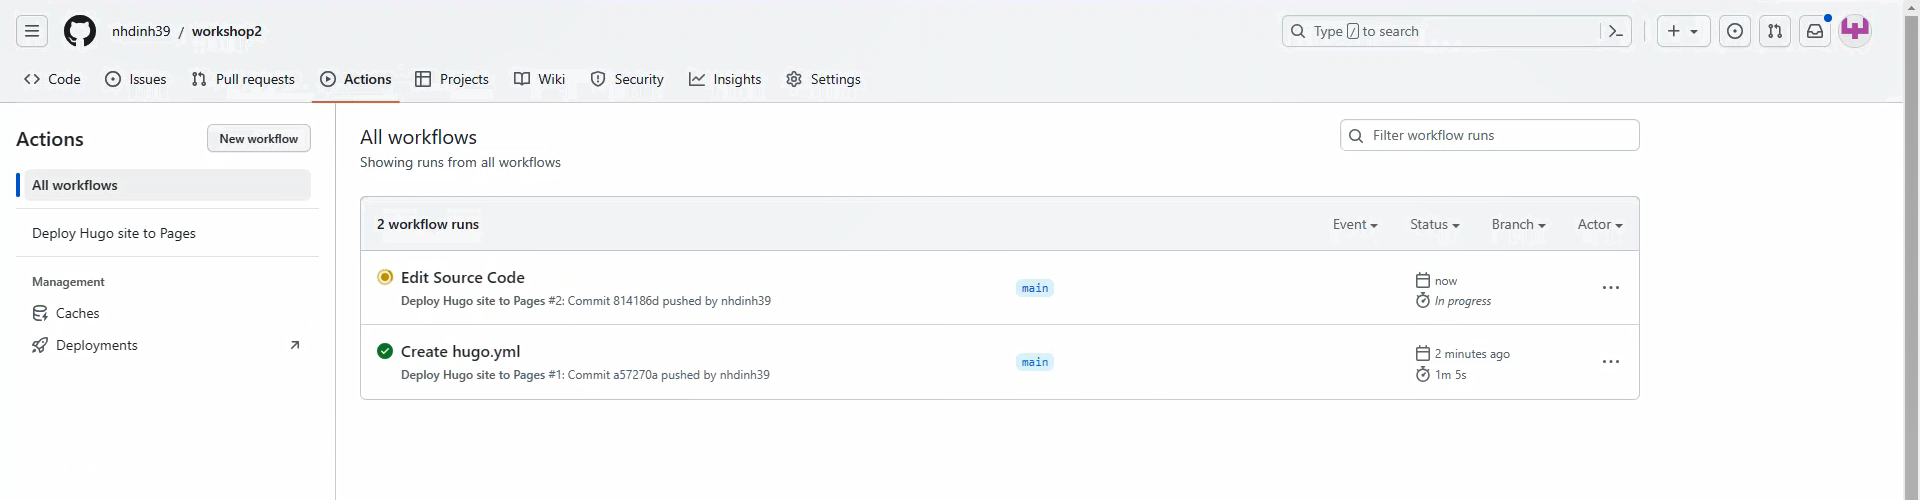 nhdinh39 / workshop2
Type / to search
Code Issues Pull requests Actions Projects Wiki Security Insights Settings
Actions
New workflow
All workflows
Deploy Hugo site to Pages
Management
Caches
Deployments
All workflows
Showing runs from all workflows
Filter workflow runs
2 workflow runs
Event Status Branch Actor
Edit Source Code
Deploy Hugo site to Pages #2: Commit 814186d pushed by nhdinh39
main
now
In progress
Create hugo.yml
Deploy Hugo site to Pages #1: Commit a57270a pushed by nhdinh39
main
2 minutes ago
1m 5s